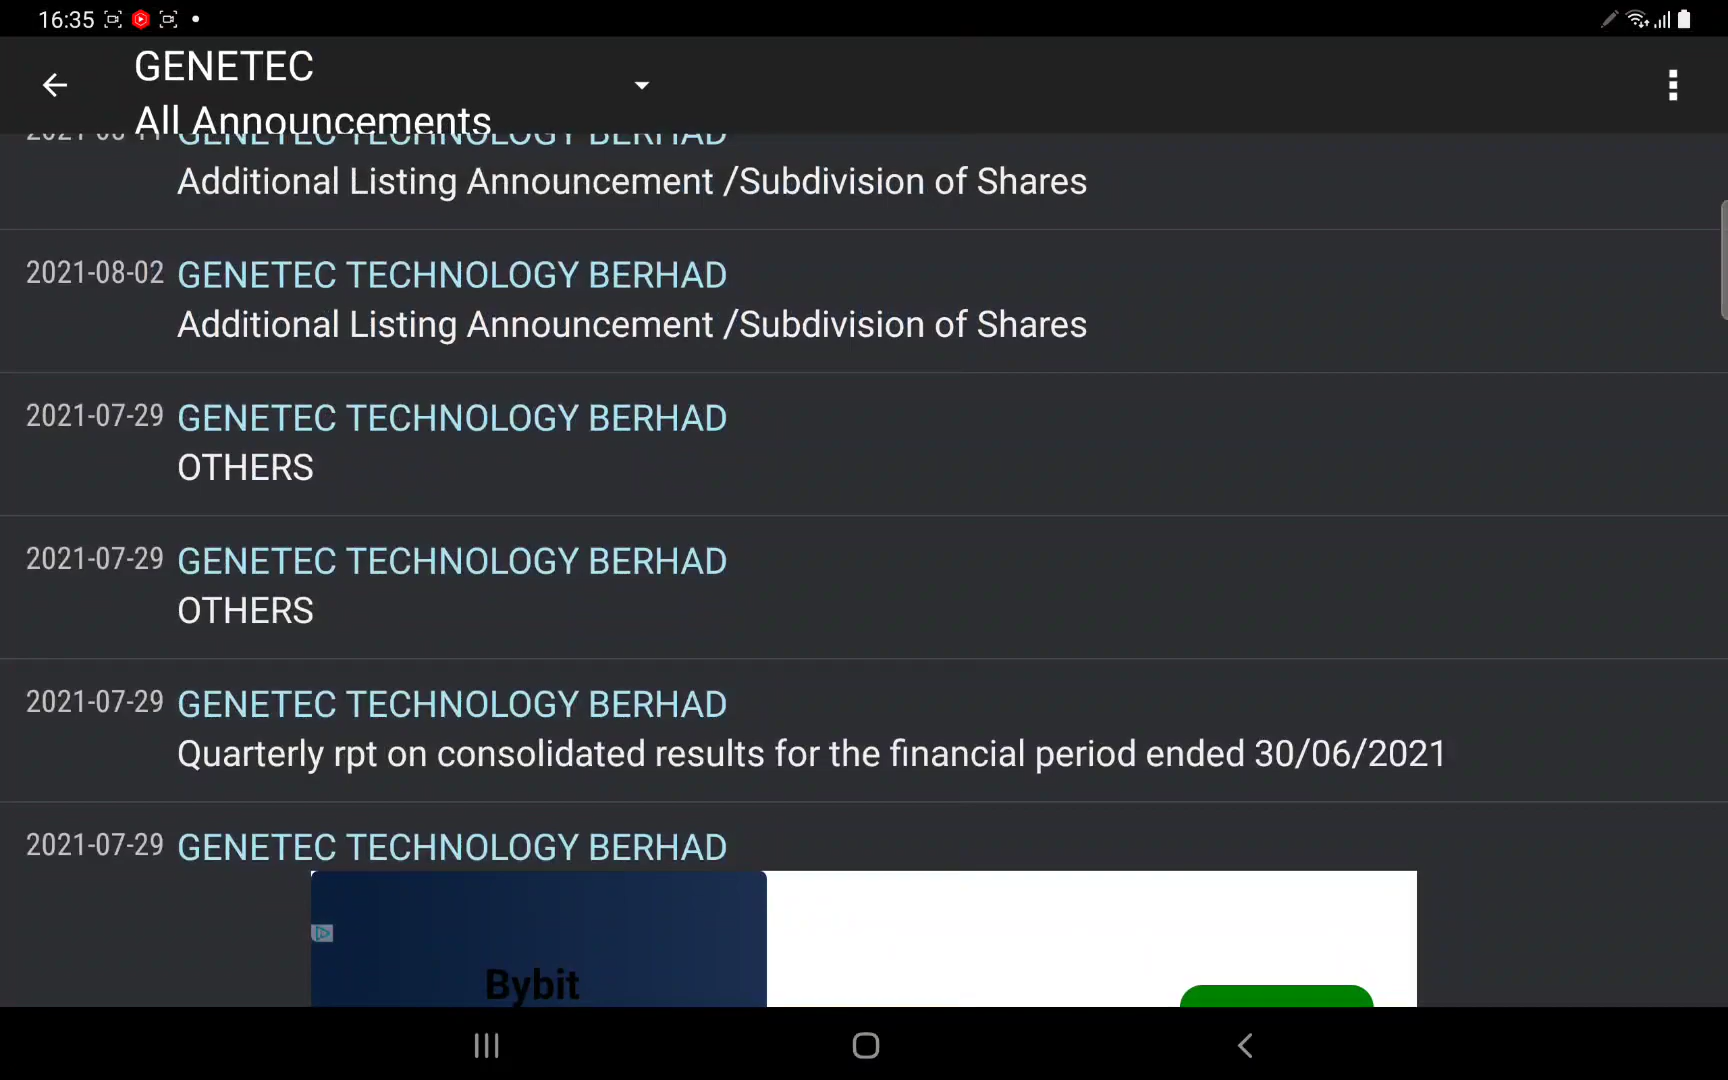 16:35
GENETEC
All Announcements
GENETEC TECHNOLOGY BERHAD
Additional Listing Announcement /Subdivision of Shares
2021-08-02 GENETEC TECHNOLOGY BERHAD
Additional Listing Announcement /Subdivision of Shares
2021-07-29 GENETEC TECHNOLOGY BERHAD
OTHERS
2021-07-29 GENETEC TECHNOLOGY BERHAD
OTHERS
2021-07-29 GENETEC TECHNOLOGY BERHAD
Quarterly rpt on consolidated results for the financial period ended 30/06/2021
2021-07-29 GENETEC TECHNOLOGY BERHAD
Bybit